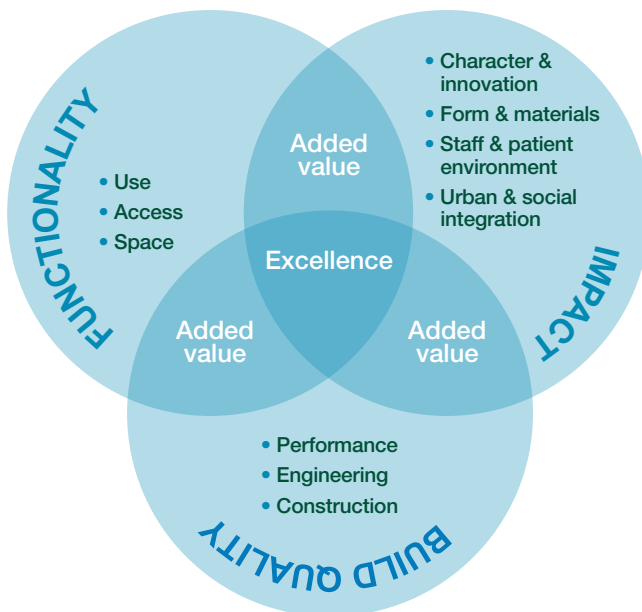 FUNCTIONALITY
• Use
• Access
• Space
Added
value
• Character &
innovation
• Form & materials
• Staff & patient
environment
• Urban & social
integration
IMPACT
Excellence
Added
value
Added
value
• Performance
• Engineering
• Construction
BUILD QUALITY